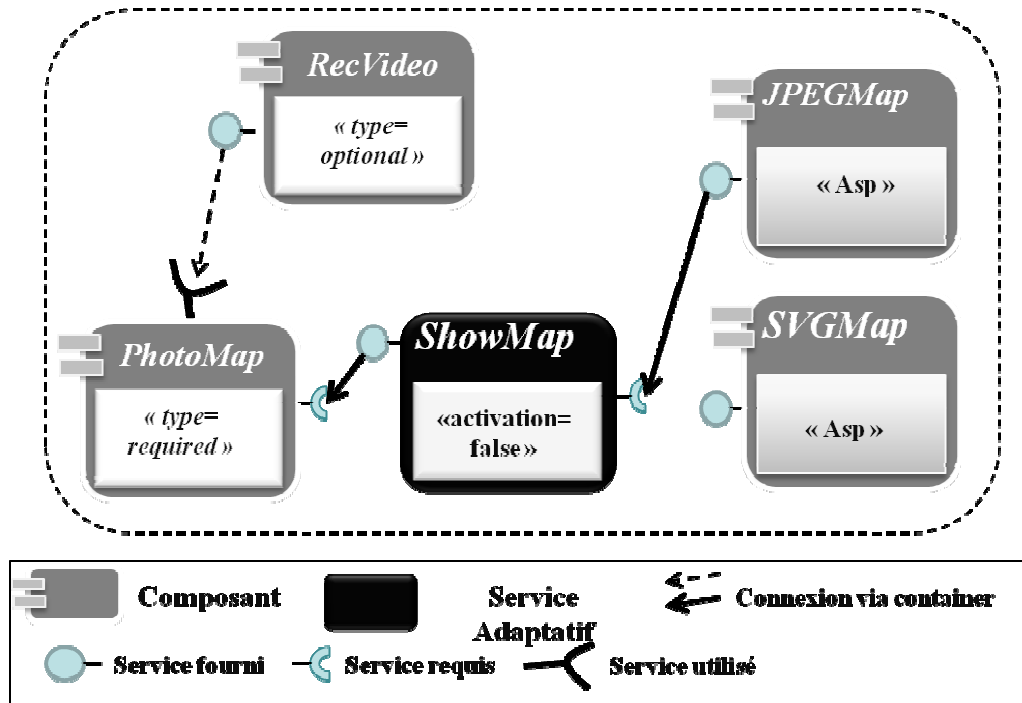 RecVideo
« type=
optional »
JPEGMap
« Asp »
PhotoMap
« type=
required »
ShowMap
«activation=
false»
SVGMap
« Asp »
Composant
Service
Adaptatif
Connexion via container
Service fourni
Service requis
Service utilisé